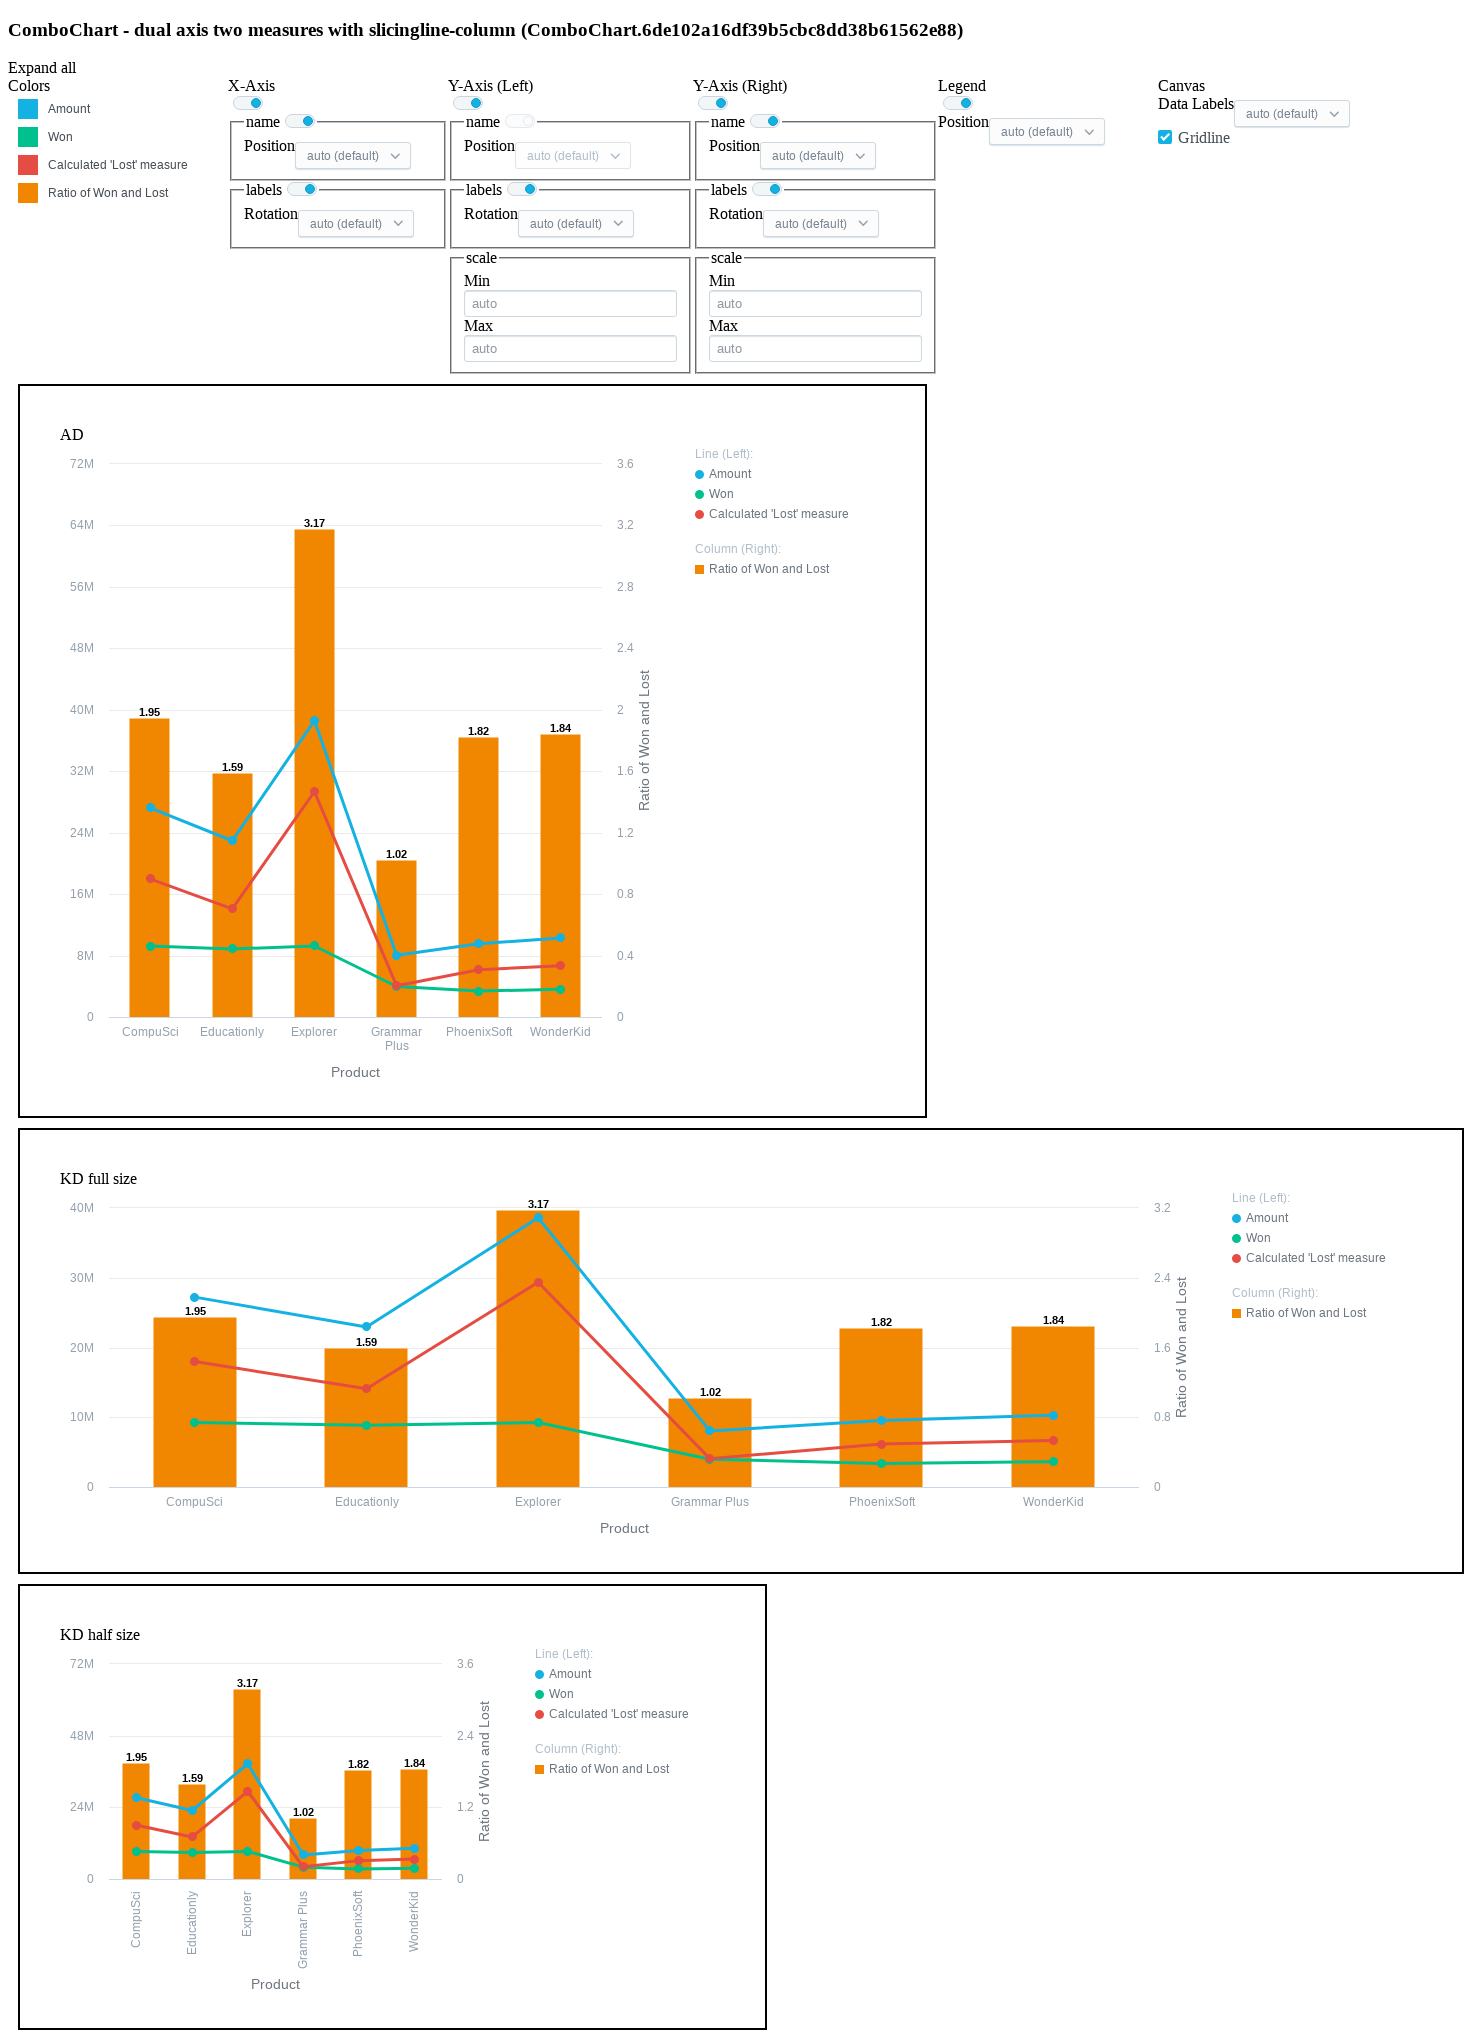 ComboChart - dual axis two measures with slicingline-column (ComboChart.6de102a16df39b5cbc8dd38b61562e88)
Expand all
Colors
Amount
Won
Calculated 'Lost' measure
Ratio of Won and Lost
X-Axis
name
Position auto (default)
labels
Rotation auto (default)
Y-Axis (Left)
name
Position auto (default)
labels
Rotation auto (default)
scale
Min
auto
Max
auto
Y-Axis (Right)
name
Position auto (default)
labels
Rotation auto (default)
scale
Min
auto
Max
auto
Legend
Position auto (default)
Canvas
Data Labels auto (default)
Gridline
AD
72M
64M
56M
48M
40M
32M
24M
16M
8M
0
1.95
1.59
3.17
1.02
1.82
1.84
3.6
3.2
2.8
2.4
2
1.6
1.2
0.8
0.4
0
Ratio of Won and Lost
CompuSci
Educationly
Explorer
Grammar
Plus
PhoenixSoft
WonderKid
Product
Line (Left):
Amount
Won
Calculated 'Lost' measure
Column (Right):
Ratio of Won and Lost
KD full size
40M
30M
20M
10M
0
1.95
1.59
3.17
1.02
1.82
1.84
3.2
2.4
1.6
0.8
0
Ratio of Won and Lost
CompuSci
Educationly
Explorer
Grammar Plus
PhoenixSoft
WonderKid
Product
Line (Left):
Amount
Won
Calculated 'Lost' measure
Column (Right):
Ratio of Won and Lost
KD half size
72M
48M
24M
0
1.95
1.59
3.17
1.02
1.82
1.84
3.6
2.4
1.2
0
Ratio of Won and Lost
CompuSci
Educationly
Explorer
Grammar Plus
PhoenixSoft
WonderKid
Product
Line (Left):
Amount
Won
Calculated 'Lost' measure
Column (Right):
Ratio of Won and Lost